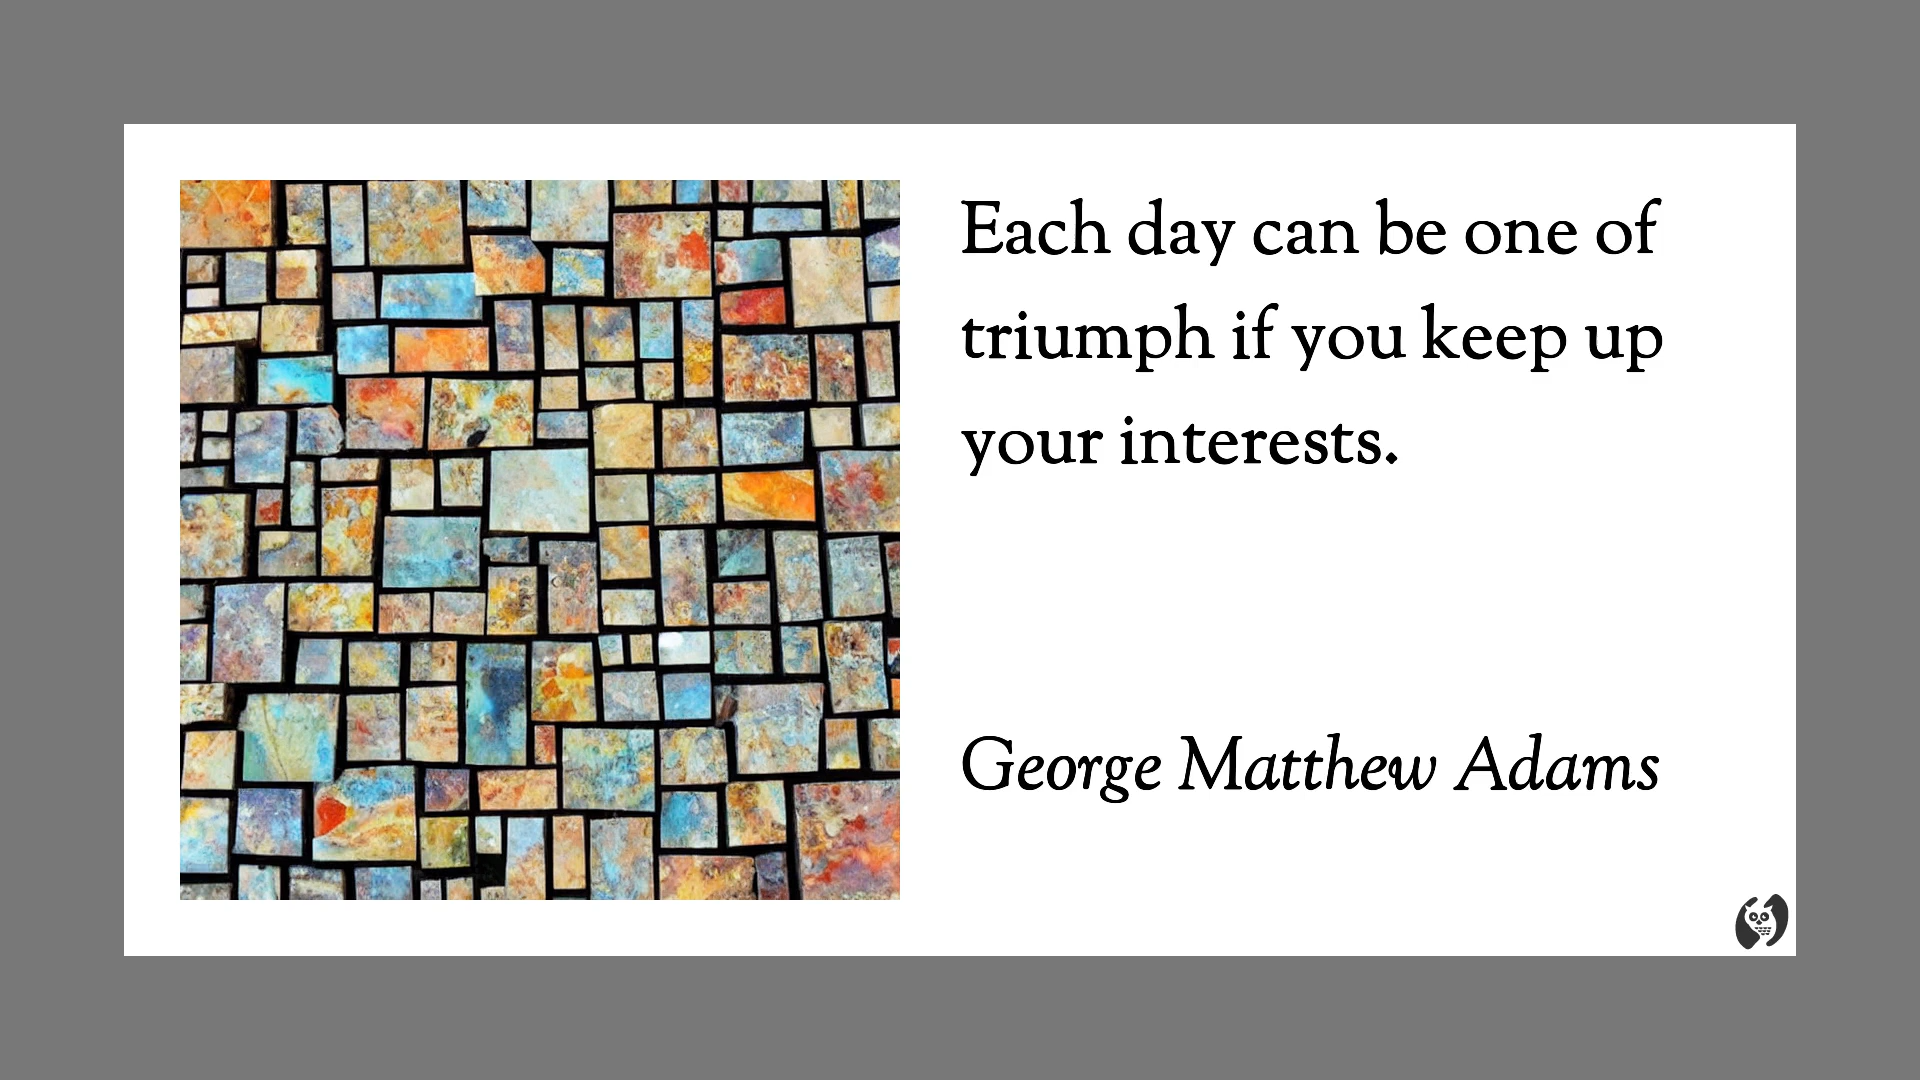 Each day can be one of
triumph if you keep up
your interests.
George Matthew Adams